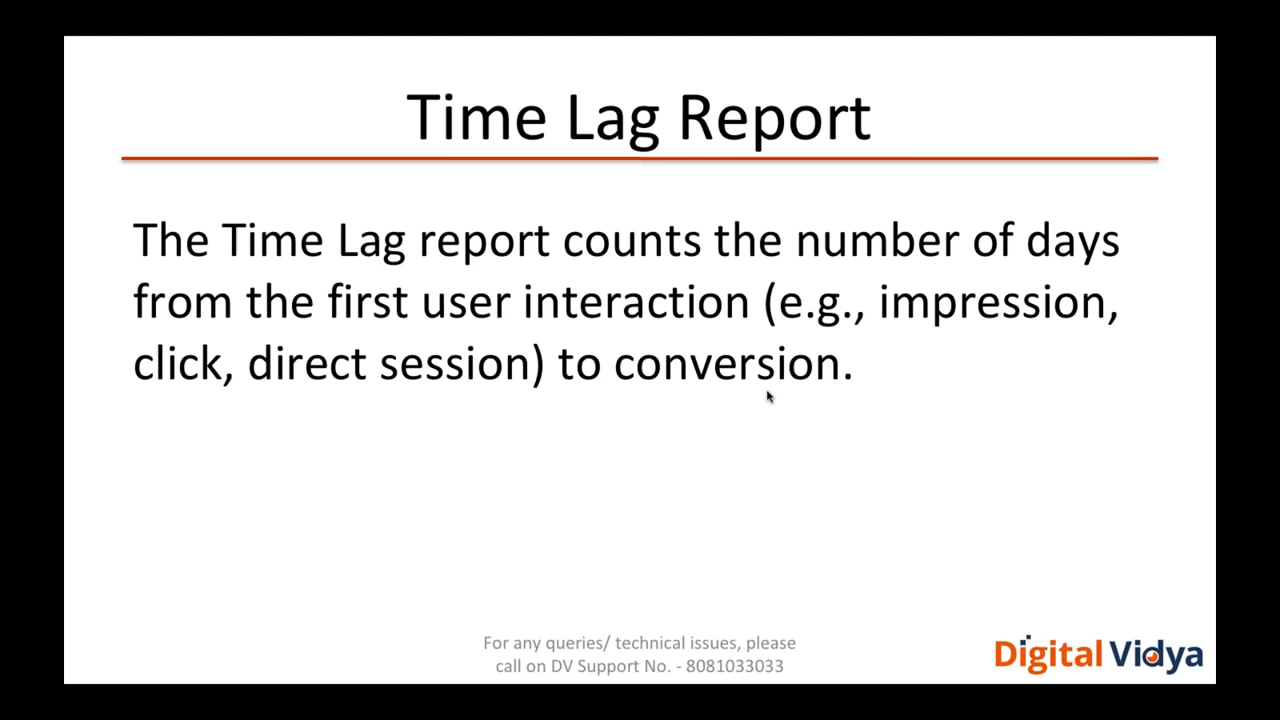 Time Lag Report
The Time Lag report counts the number of days
from the first user interaction (e.g., impression,
click, direct session) to conversion.
For any queries/ technical issues, please
call on DV Support No. - 8081033033
Digital Vidya